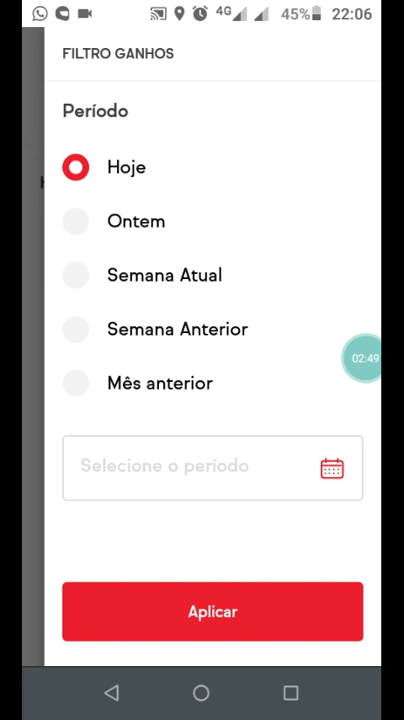 4G 45% 22:06
FILTRO GANHOS
Período
Hoje
Ontem
Semana Atual
Semana Anterior
02:49
Mês anterior
Selecione o período
Aplicar